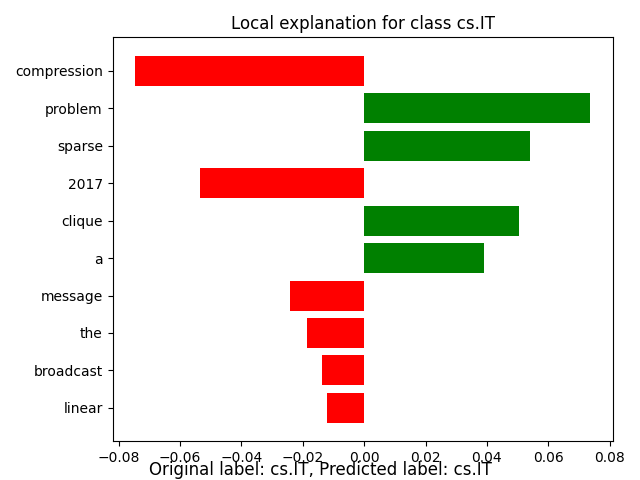 Local explanation for class cs.IT
compression
problem
sparse
2017
clique
a
message
the
broadcast
linear
−0.08 −0.06 −0.04 −0.02 0.00 0.02 0.04 0.06 0.08
Original label: cs.IT, Predicted label: cs.IT